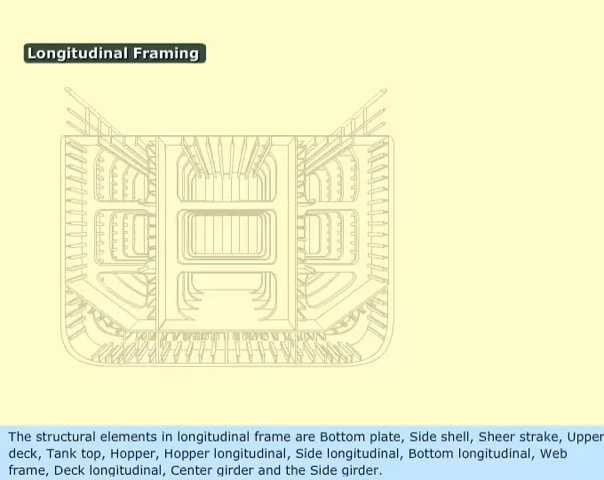 Longitudinal Framing
The structural elements in longitudinal frame are Bottom plate, Side shell, Sheer strake, Upper
deck, Tank top, Hopper, Hopper longitudinal, Side longitudinal, Bottom longitudinal, Web
frame, Deck longitudinal, Center girder and the Side girder.